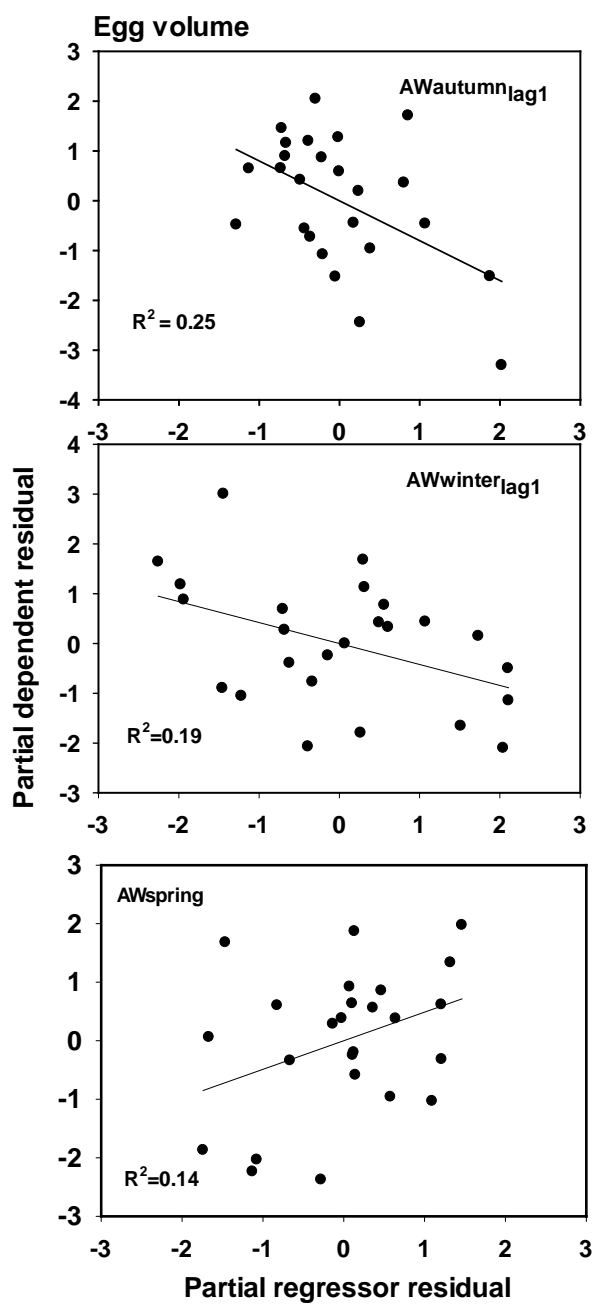 Egg volume
3
2
1
0
-1
-2
-3
-4
AWautumnlag1
R2 = 0.25
-3 -2 -1 0 1 2 3
4
3
2
1
0
-1
-2
-3
AWwinterlag1
R2=0.19
-3 -2 -1 0 1 2 3
Partial dependent residual
3
2
1
0
-1
-2
-3
AWspring
R2=0.14
-3 -2 -1 0 1 2 3
Partial regressor residual